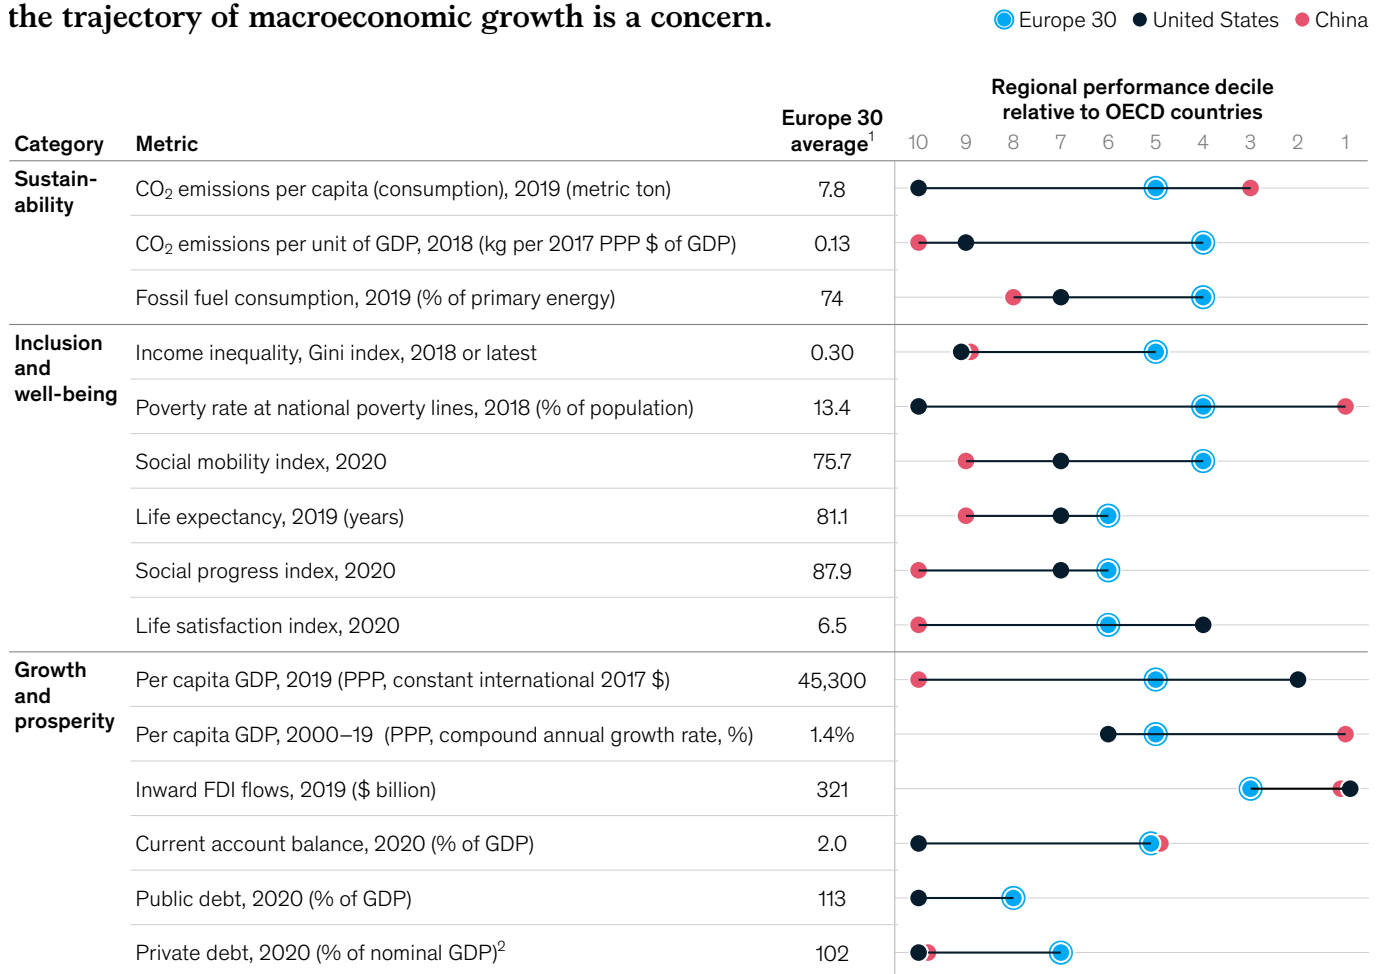 the trajectory of macroeconomic growth is a concern.
Europe 30 United States China
Regional performance decile
relative to OECD countries
Category Metric Europe 30
average¹ 10 9 8 7 6 5 4 3 2 1
Sustain-
ability
CO₂ emissions per capita (consumption), 2019 (metric ton) 7.8
CO₂ emissions per unit of GDP, 2018 (kg per 2017 PPP $ of GDP) 0.13
Fossil fuel consumption, 2019 (% of primary energy) 74
Inclusion
and
well-being
Income inequality, Gini index, 2018 or latest 0.30
Poverty rate at national poverty lines, 2018 (% of population) 13.4
Social mobility index, 2020 75.7
Life expectancy, 2019 (years) 81.1
Social progress index, 2020 87.9
Life satisfaction index, 2020 6.5
Growth
and
prosperity
Per capita GDP, 2019 (PPP, constant international 2017 $) 45,300
Per capita GDP, 2000–19 (PPP, compound annual growth rate, %) 1.4%
Inward FDI flows, 2019 ($ billion) 321
Current account balance, 2020 (% of GDP) 2.0
Public debt, 2020 (% of GDP) 113
Private debt, 2020 (% of nominal GDP)² 102